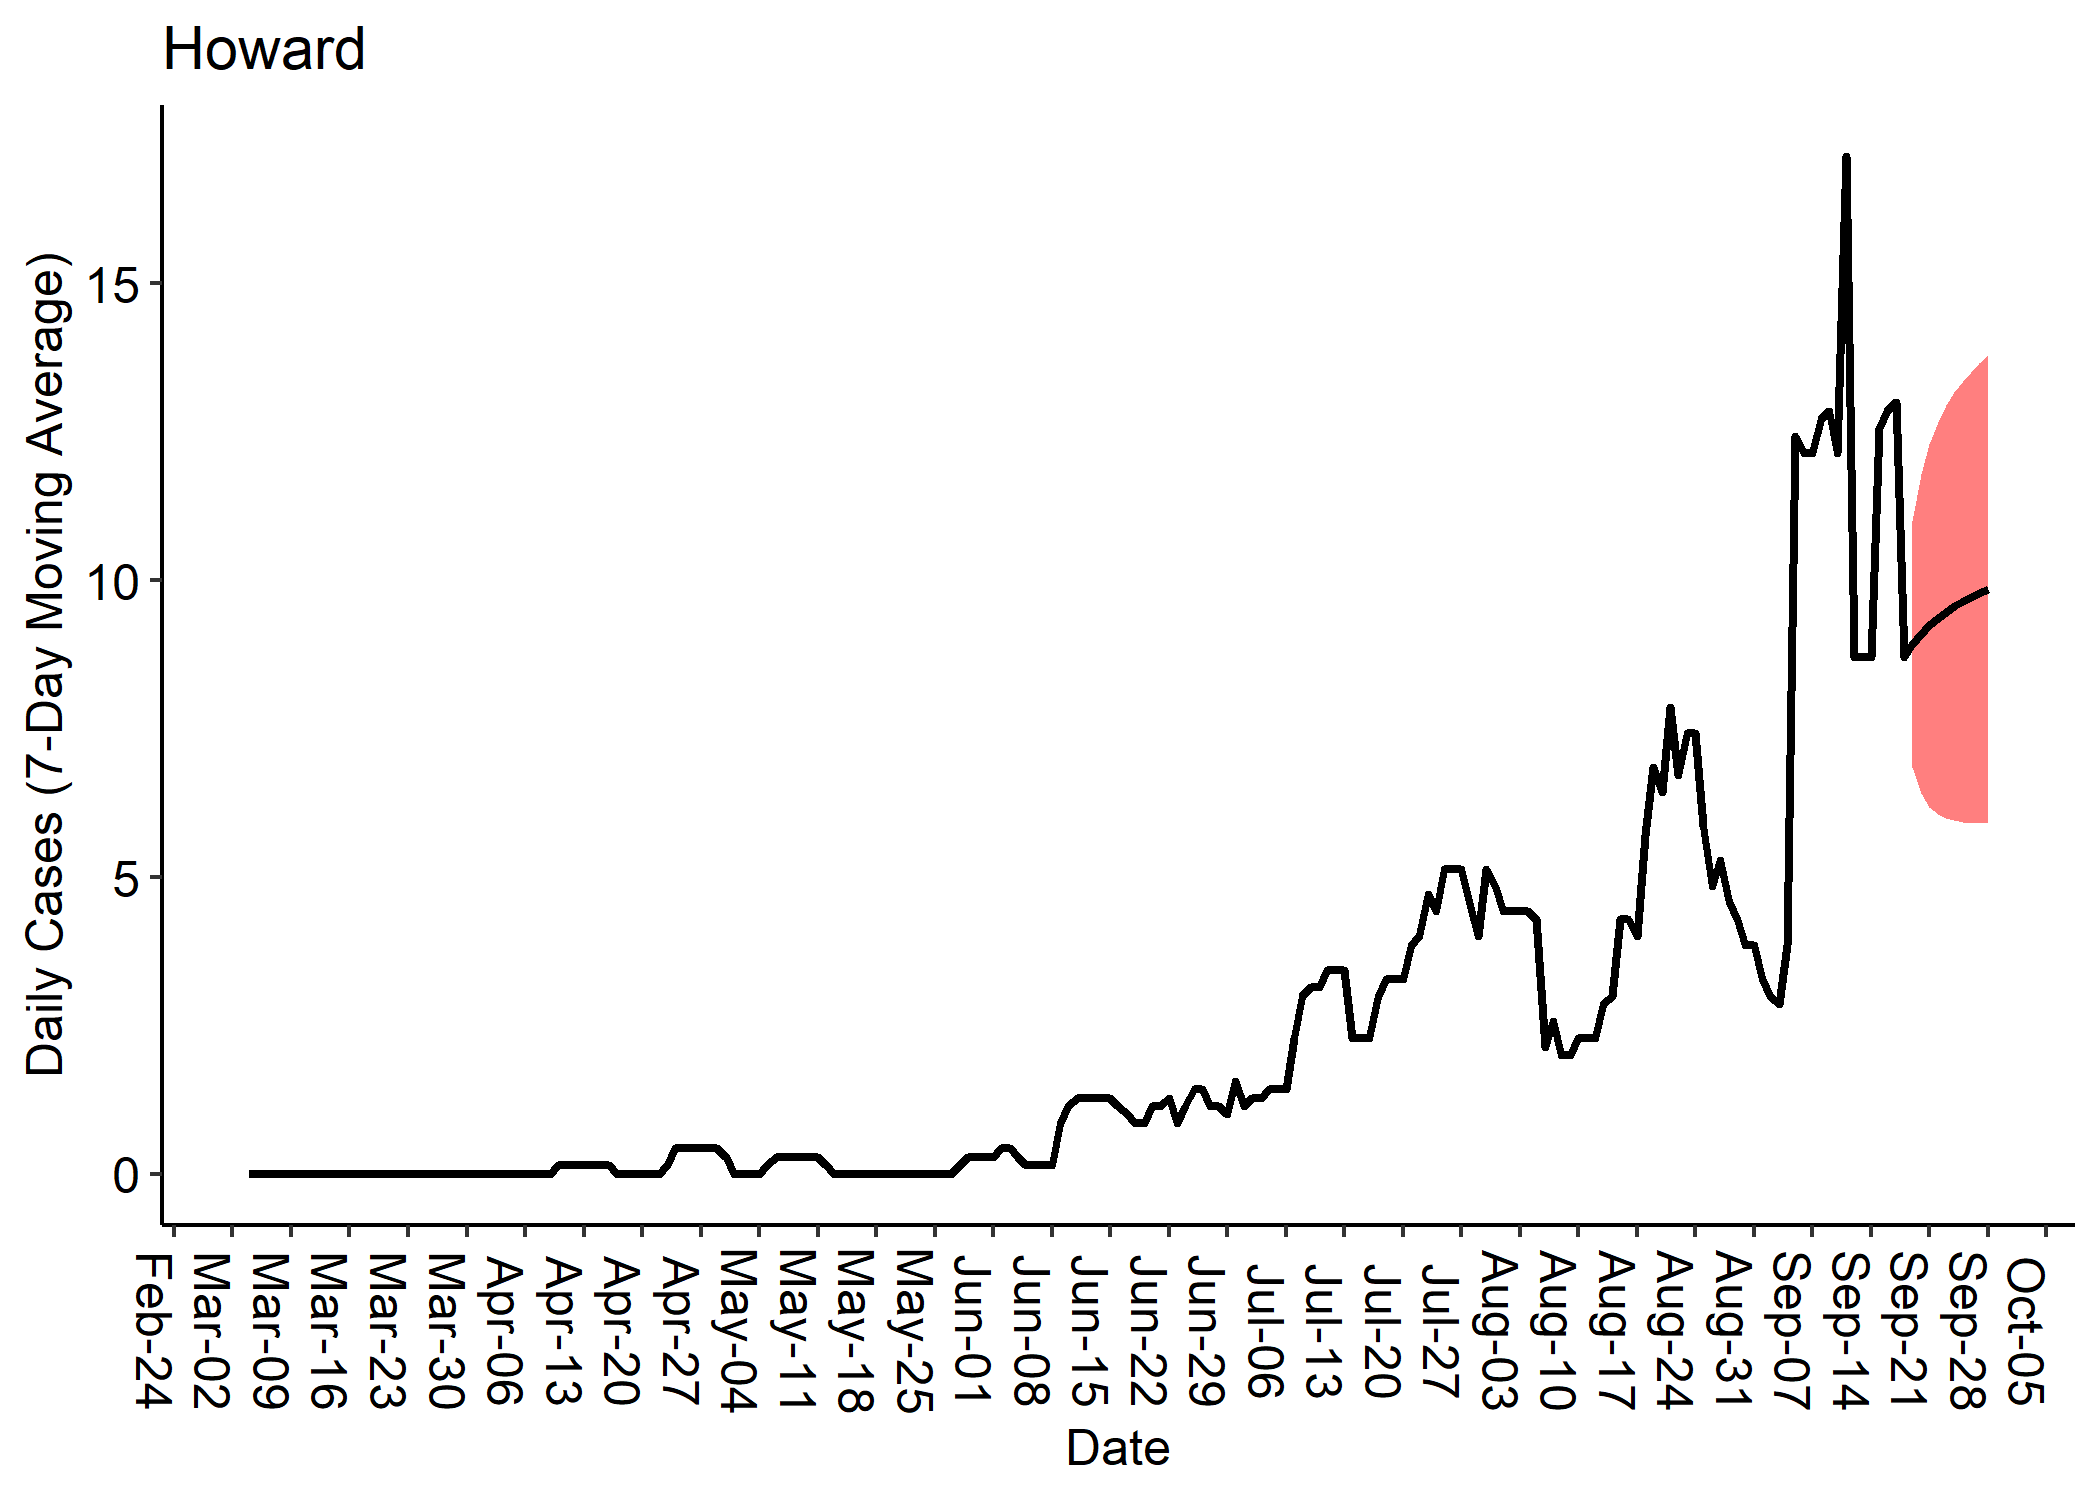 Howard
Daily Cases (7-Day Moving Average)
15
10
5
0
Feb-24
Mar-02
Mar-09
Mar-16
Mar-23
Mar-30
Apr-06
Apr-13
Apr-20
Apr-27
May-04
May-11
May-18
May-25
Jun-01
Jun-08
Jun-15
Jun-22
Jun-29
Jul-06
Jul-13
Jul-20
Jul-27
Aug-03
Aug-10
Aug-17
Aug-24
Aug-31
Sep-07
Sep-14
Sep-21
Sep-28
Oct-05
Date